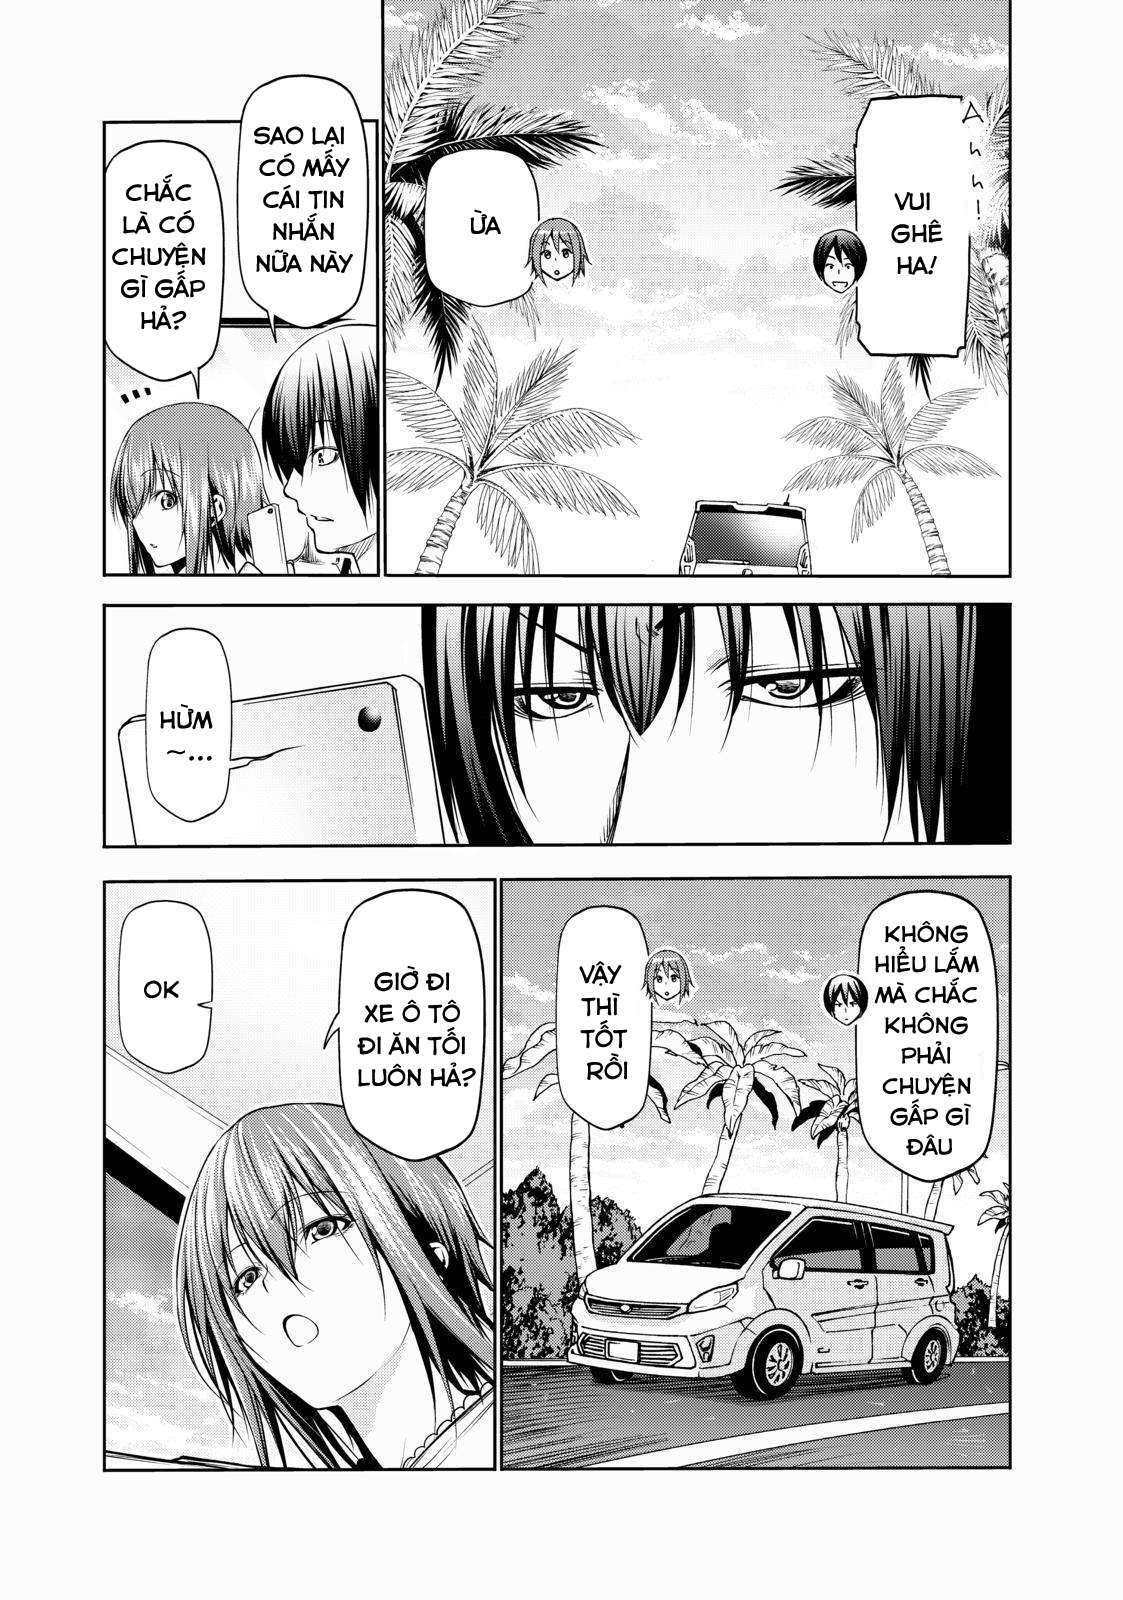 Ahh!
VUI
GHÊ
HA!
ỪA
SAO LẠI
CÓ MẤY
CÁI TIN
NHẮN
NỮA NÀY
CHẮC
LÀ CÓ
CHUYỆN
GÌ GẤP
HẢ?
HỪM
~...
KHÔNG
HIỂU LẮM
MÀ CHẮC
KHÔNG
PHẢI
CHUYỆN
GẤP GÌ
ĐÂU
VẬY
THÌ
TỐT
RỒI
GIỜ ĐI
XE Ô TÔ
ĐI ĂN TỐI
LUÔN HẢ?
OK